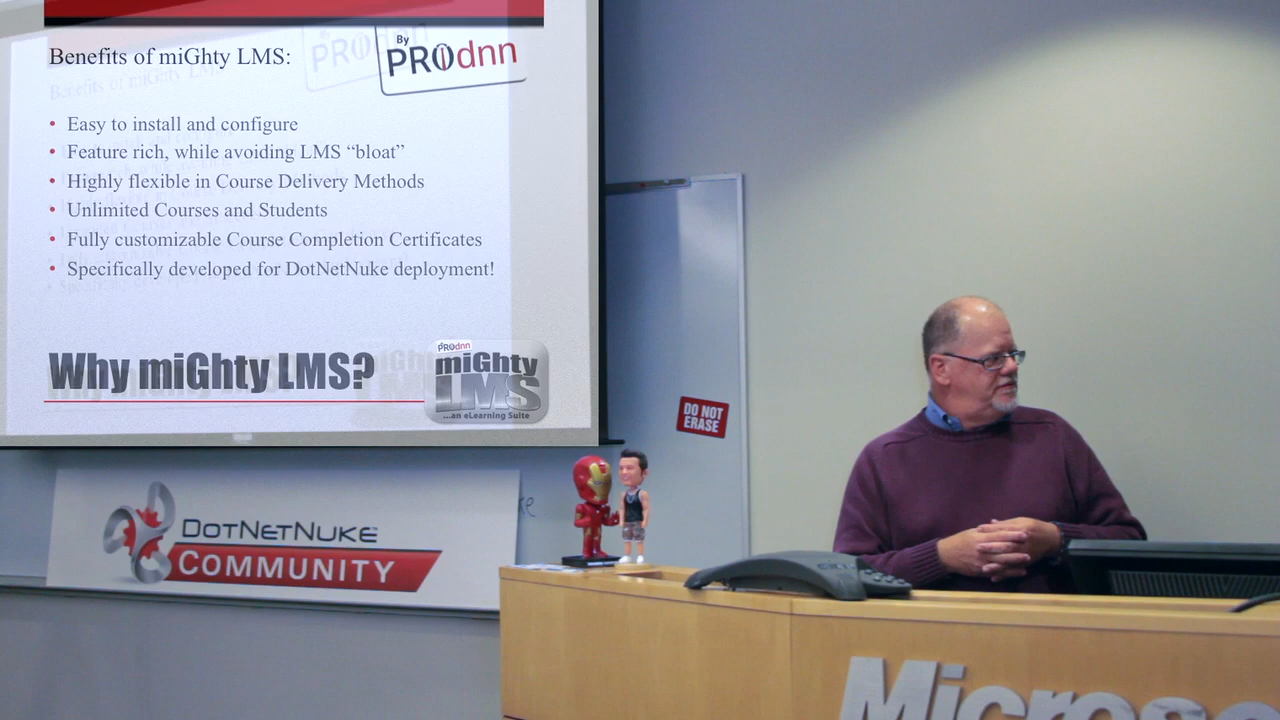 Benefits of miGhty LMS:
By
PROdnn
• Easy to install and configure
• Feature rich, while avoiding LMS “bloat”
• Highly flexible in Course Delivery Methods
• Unlimited Courses and Students
• Fully customizable Course Completion Certificates
• Specifically developed for DotNetNuke deployment!
Why miGhty LMS?
PROdnn
miGhty
LMS
...an eLearning Suite
DO NOT
ERASE
DOTNETNUKE
COMMUNITY
Microso